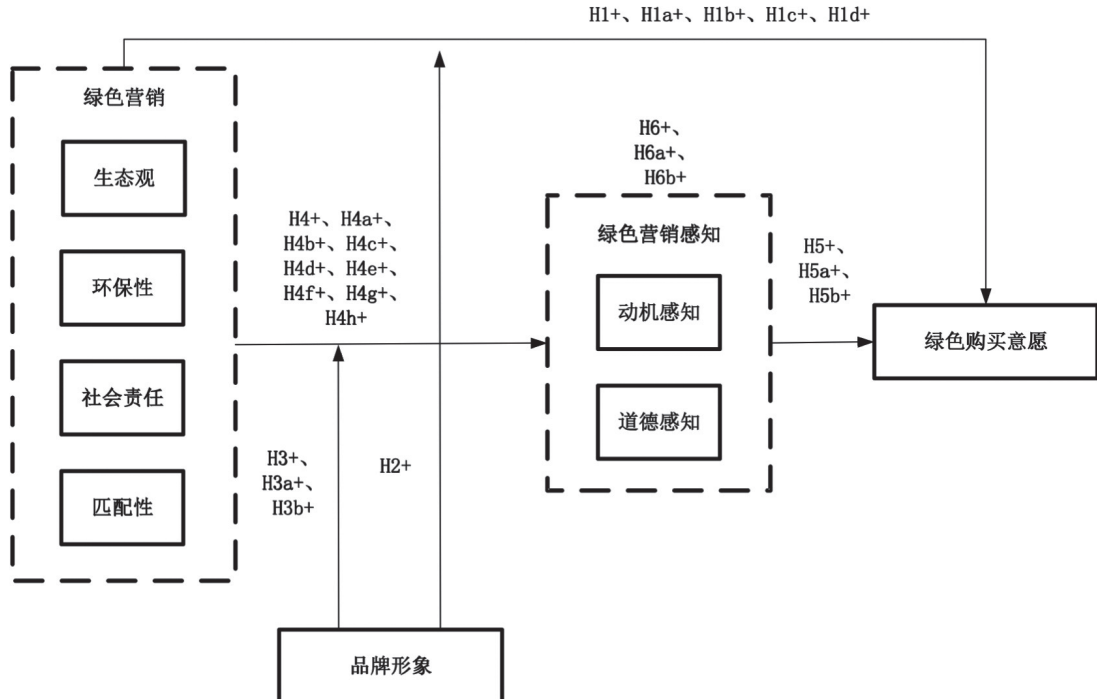 H1+、H1a+、H1b+、H1c+、H1d+
绿色营销
生态观
环保性
社会责任
匹配性
H4+、H4a+、
H4b+、H4c+、
H4d+、H4e+、
H4f+、H4g+、
H4h+
H3+、
H3a+、
H3b+
H2+
品牌形象
H6+、
H6a+、
H6b+
绿色营销感知
动机感知
道德感知
H5+、
H5a+、
H5b+
绿色购买意愿